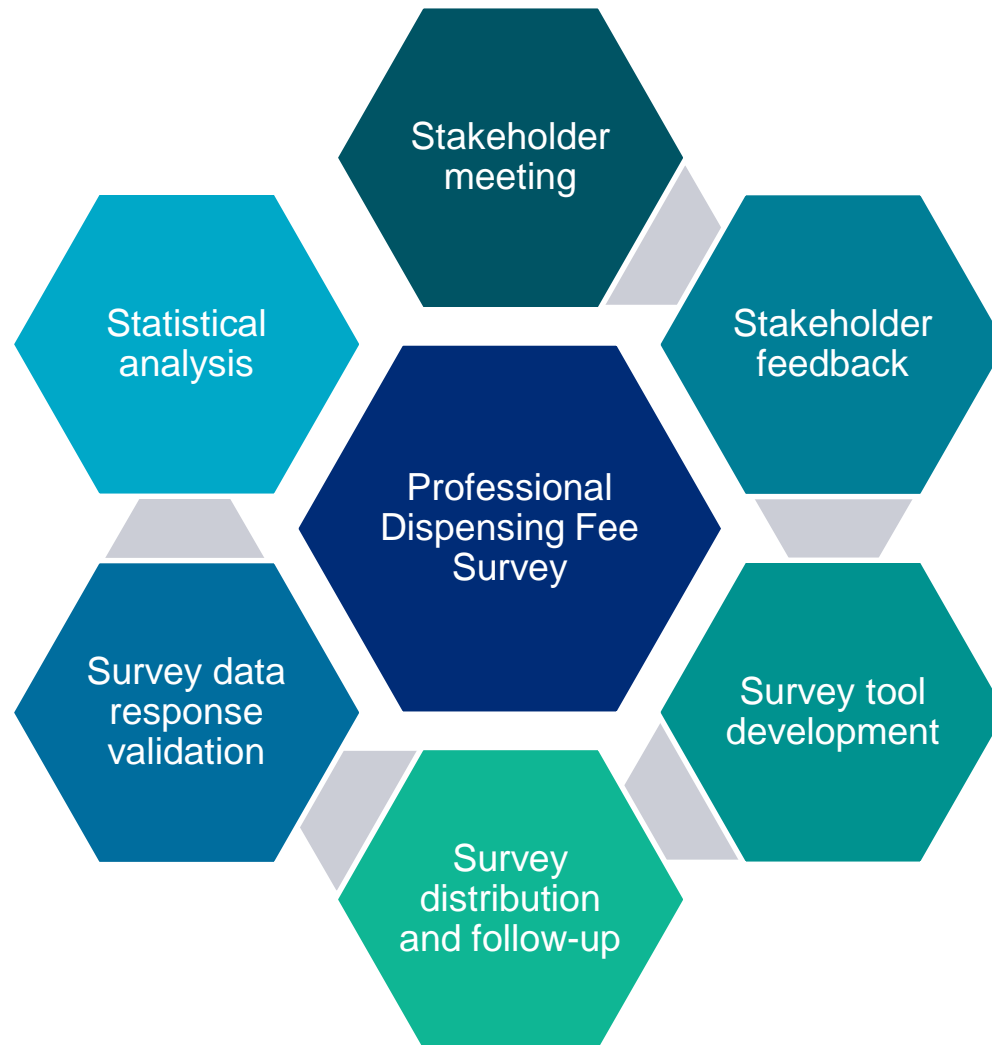 Stakeholder
meeting
Stakeholder
feedback
Survey tool
development
Survey
distribution
and follow-up
Survey data
response
validation
Statistical
analysis
Professional
Dispensing Fee
Survey